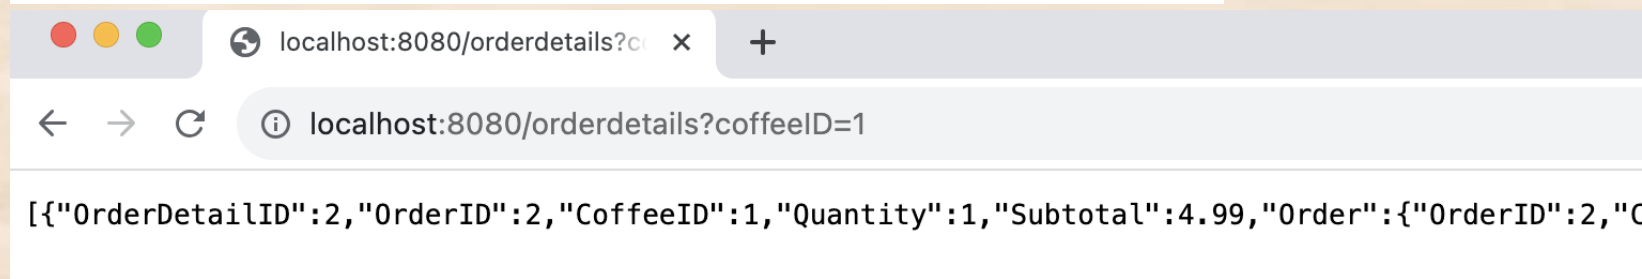 localhost:8080/orderdetails?c
localhost:8080/orderdetails?coffeeID=1
[{"OrderDetailID":2,"OrderID":2,"CoffeeID":1,"Quantity":1,"Subtotal":4.99,"Order":{"OrderID":2,"C